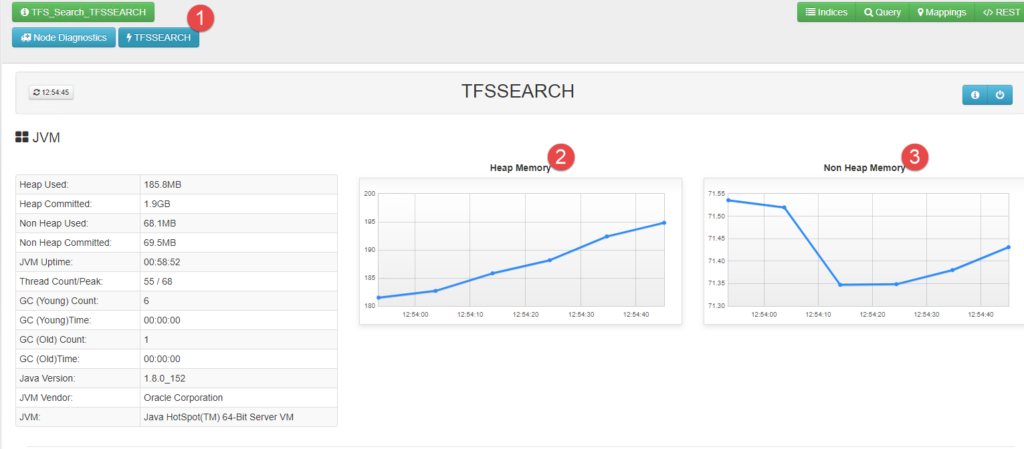 TFS_Search_TFSSEARCH
1
Indices
Query
Mappings
</> REST
Node Diagnostics
TFSSEARCH
12:54:45
TFSSEARCH
JVM
Heap Used: 185.8MB
Heap Committed: 1.9GB
Non Heap Used: 68.1MB
Non Heap Committed: 69.5MB
JVM Uptime: 00:58:52
Thread Count/Peak: 55 / 68
GC (Young) Count: 6
GC (Young)Time: 00:00:00
GC (Old) Count: 1
GC (Old)Time: 00:00:00
Java Version: 1.8.0_152
JVM Vendor: Oracle Corporation
JVM: Java HotSpot(TM) 64-Bit Server VM
Heap Memory 2
200
195
190
185
180
12:54:00 12:54:10 12:54:20 12:54:30 12:54:40
Non Heap Memory 3
71.55
71.50
71.45
71.40
71.35
71.30
12:54:00 12:54:10 12:54:20 12:54:30 12:54:40